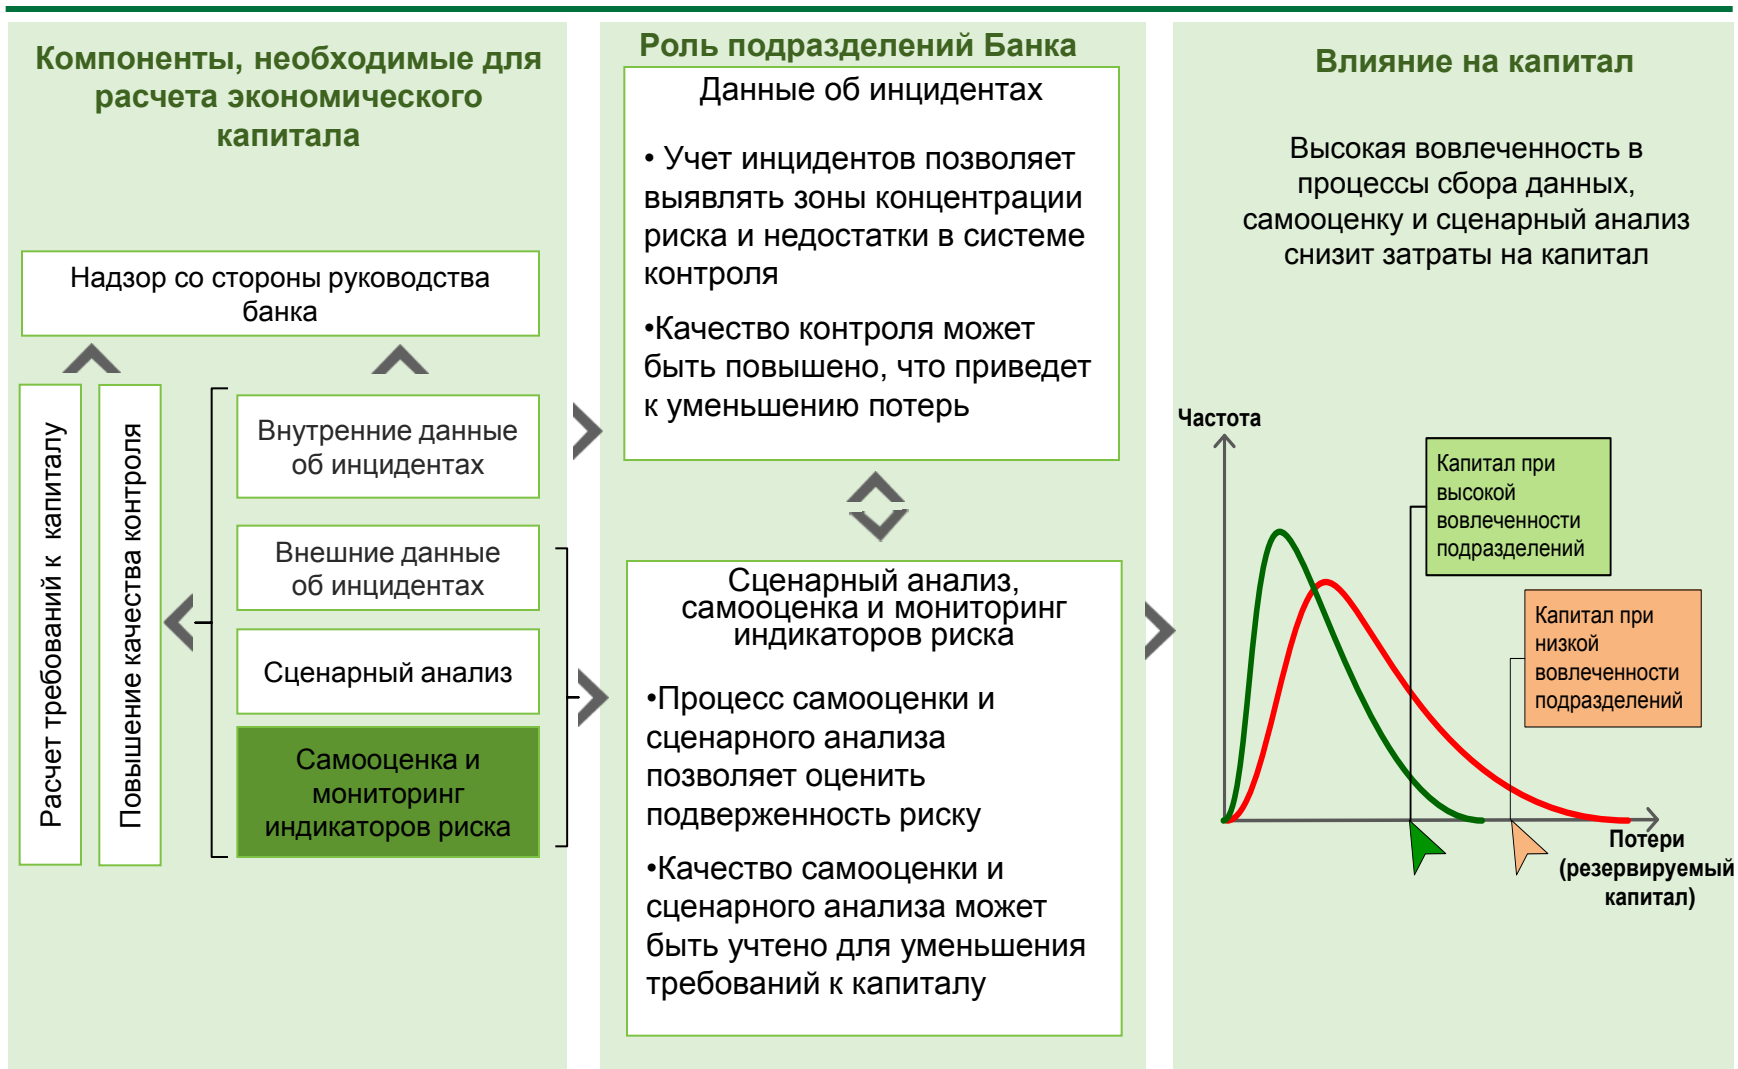 Компоненты, необходимые для
расчета экономического
капитала
Надзор со стороны руководства
банка
Расчет требований к капиталу
Повышение качества контроля
Внутренние данные
об инцидентах
Внешние данные
об инцидентах
Сценарный анализ
Самооценка и
мониторинг
индикаторов риска
Роль подразделений Банка
Данные об инцидентах
• Учет инцидентов позволяет
выявлять зоны концентрации
риска и недостатки в системе
контроля
•Качество контроля может
быть повышено, что приведет
к уменьшению потерь
Сценарный анализ,
самооценка и мониторинг
индикаторов риска
•Процесс самооценки и
сценарного анализа
позволяет оценить
подверженность риску
•Качество самооценки и
сценарного анализа может
быть учтено для уменьшения
требований к капиталу
Влияние на капитал
Высокая вовлеченность в
процессы сбора данных,
самооценку и сценарный анализ
снизит затраты на капитал
Частота
Капитал при
высокой
вовлеченности
подразделений
Капитал при
низкой
вовлеченности
подразделений
Потери
(резервируемый
капитал)